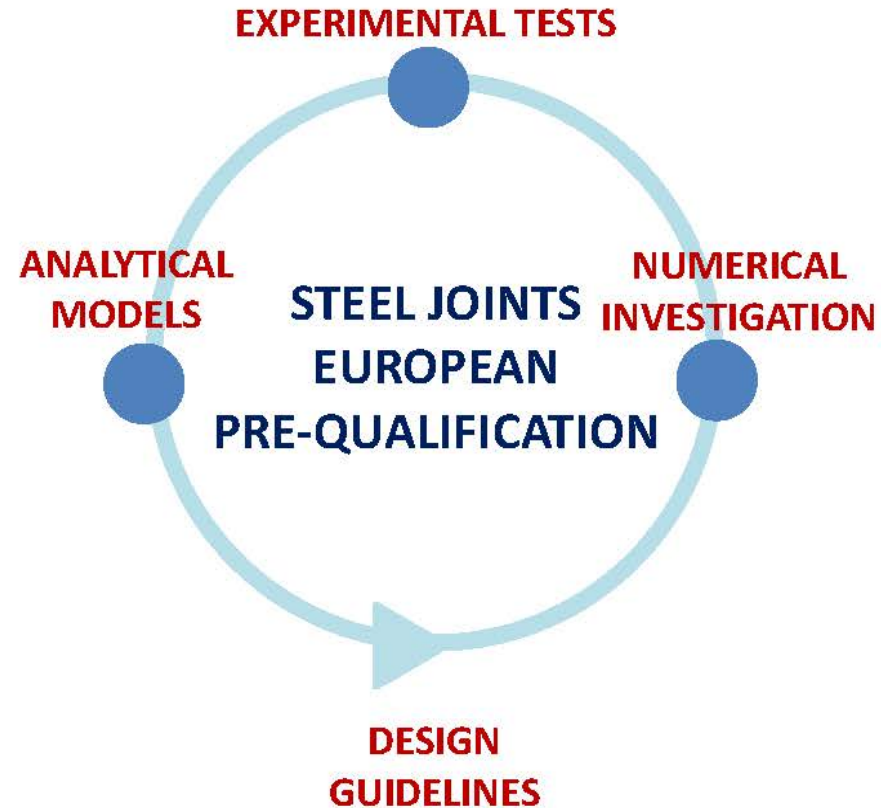 EXPERIMENTAL TESTS
ANALYTICAL
MODELS
STEEL JOINTS
EUROPEAN
PRE-QUALIFICATION
NUMERICAL
INVESTIGATION
DESIGN
GUIDELINES